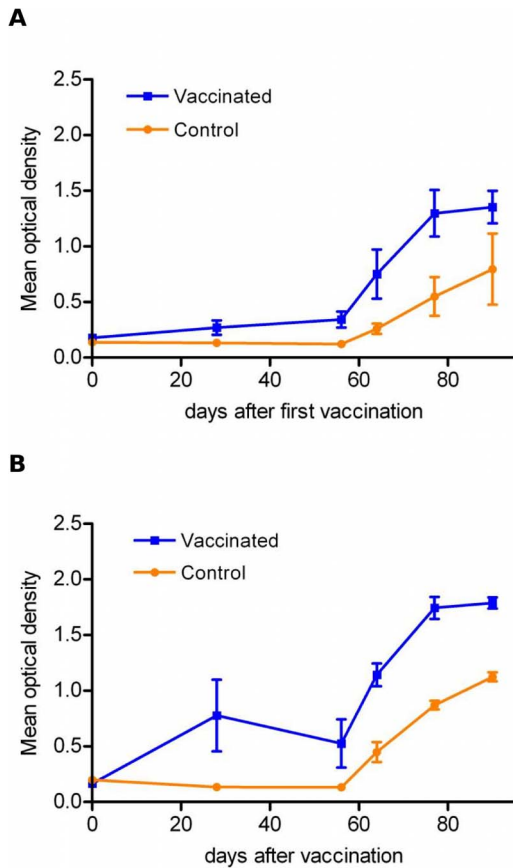 A
2.5
2.0
1.5
1.0
0.5
0.0
Mean optical density
Vaccinated
Control
0 20 40 60 80
days after first vaccination
B
2.5
2.0
1.5
1.0
0.5
0.0
Mean optical density
Vaccinated
Control
0 20 40 60 80
days after vaccination